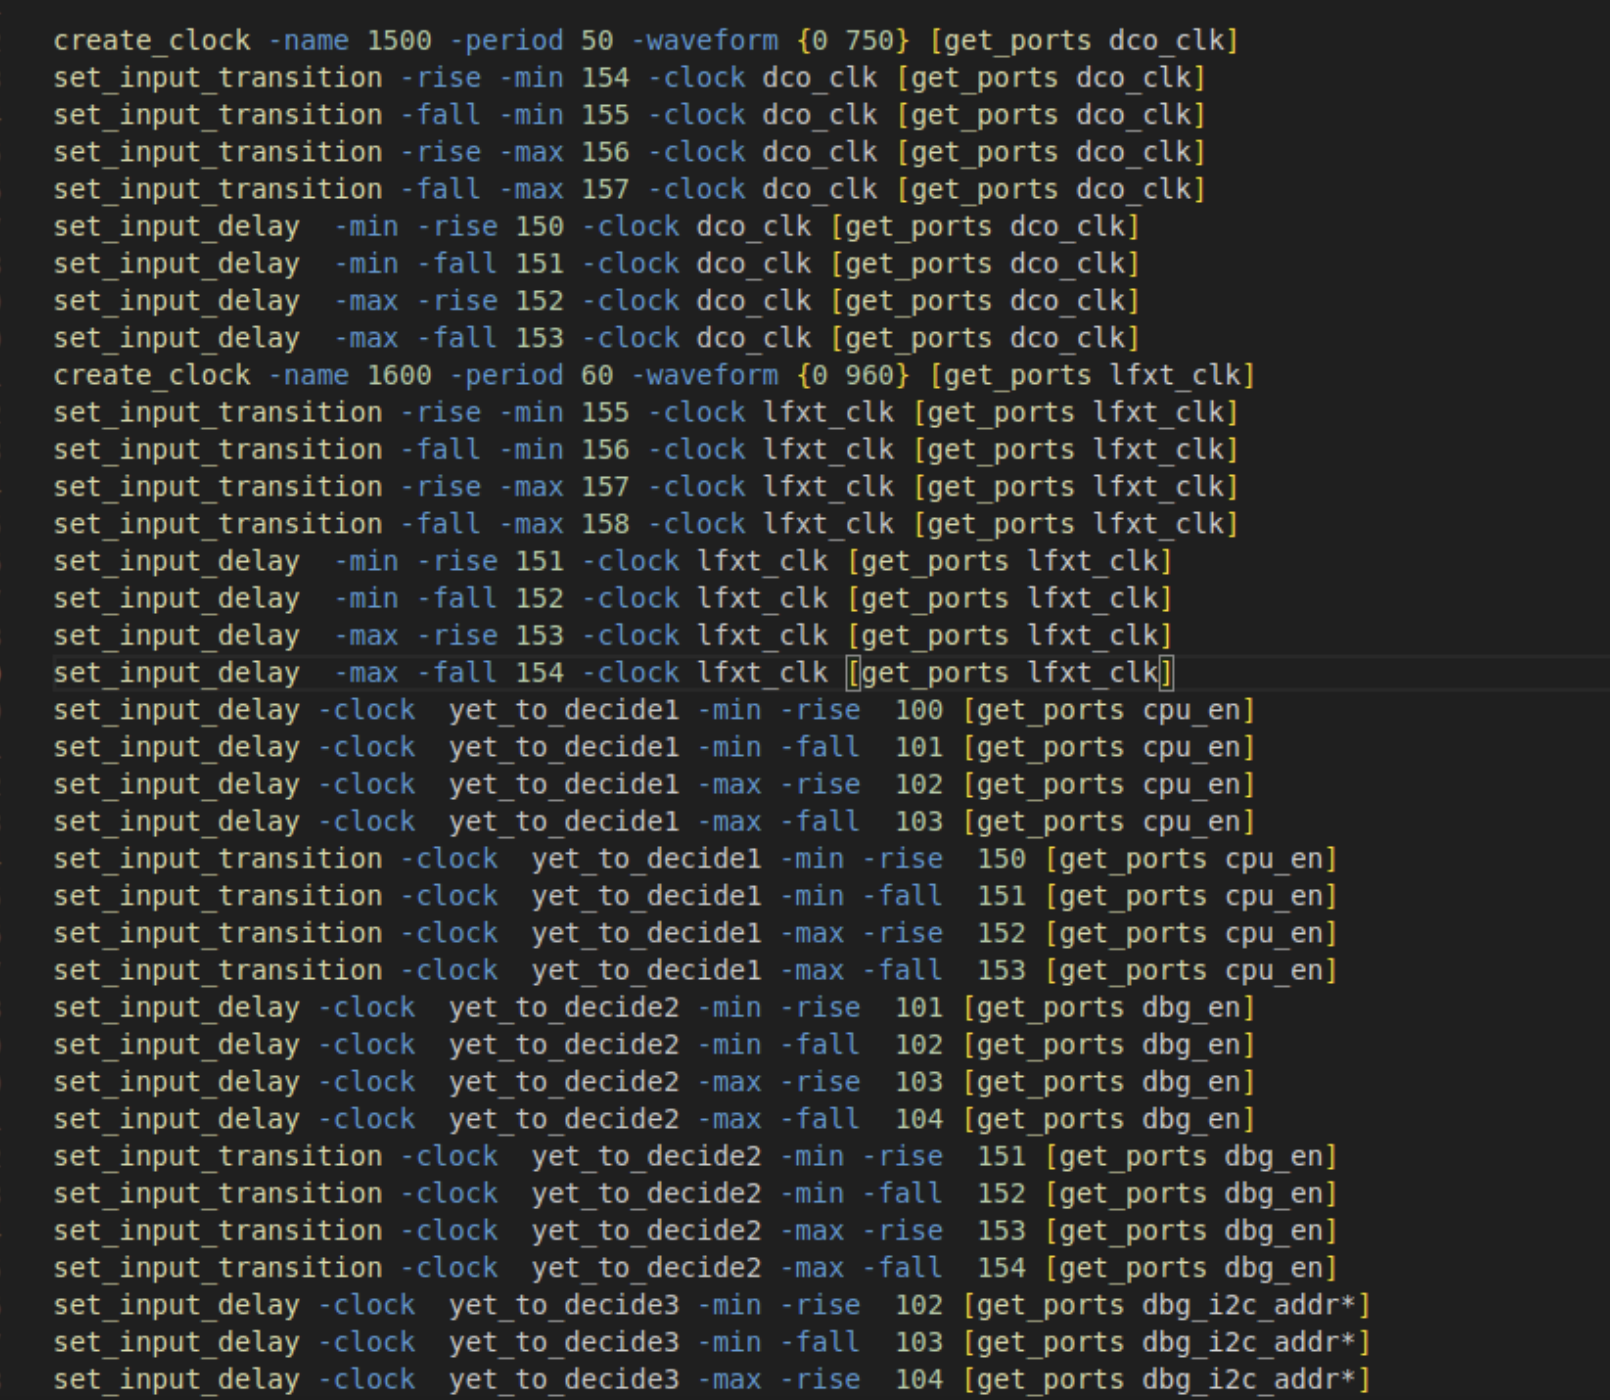 create_clock -name 1500 -period 50 -waveform {0 750} [get_ports dco_clk]
set_input_transition -rise -min 154 -clock dco_clk [get_ports dco_clk]
set_input_transition -fall -min 155 -clock dco_clk [get_ports dco_clk]
set_input_transition -rise -max 156 -clock dco_clk [get_ports dco_clk]
set_input_transition -fall -max 157 -clock dco_clk [get_ports dco_clk]
set_input_delay  -min -rise 150 -clock dco_clk [get_ports dco_clk]
set_input_delay  -min -fall 151 -clock dco_clk [get_ports dco_clk]
set_input_delay  -max -rise 152 -clock dco_clk [get_ports dco_clk]
set_input_delay  -max -fall 153 -clock dco_clk [get_ports dco_clk]
create_clock -name 1600 -period 60 -waveform {0 960} [get_ports lfxt_clk]
set_input_transition -rise -min 155 -clock lfxt_clk [get_ports lfxt_clk]
set_input_transition -fall -min 156 -clock lfxt_clk [get_ports lfxt_clk]
set_input_transition -rise -max 157 -clock lfxt_clk [get_ports lfxt_clk]
set_input_transition -fall -max 158 -clock lfxt_clk [get_ports lfxt_clk]
set_input_delay  -min -rise 151 -clock lfxt_clk [get_ports lfxt_clk]
set_input_delay  -min -fall 152 -clock lfxt_clk [get_ports lfxt_clk]
set_input_delay  -max -rise 153 -clock lfxt_clk [get_ports lfxt_clk]
set_input_delay  -max -fall 154 -clock lfxt_clk [get_ports lfxt_clk]
set_input_delay -clock  yet_to_decide1 -min -rise  100 [get_ports cpu_en]
set_input_delay -clock  yet_to_decide1 -min -fall  101 [get_ports cpu_en]
set_input_delay -clock  yet_to_decide1 -max -rise  102 [get_ports cpu_en]
set_input_delay -clock  yet_to_decide1 -max -fall  103 [get_ports cpu_en]
set_input_transition -clock  yet_to_decide1 -min -rise  150 [get_ports cpu_en]
set_input_transition -clock  yet_to_decide1 -min -fall  151 [get_ports cpu_en]
set_input_transition -clock  yet_to_decide1 -max -rise  152 [get_ports cpu_en]
set_input_transition -clock  yet_to_decide1 -max -fall  153 [get_ports cpu_en]
set_input_delay -clock  yet_to_decide2 -min -rise  101 [get_ports dbg_en]
set_input_delay -clock  yet_to_decide2 -min -fall  102 [get_ports dbg_en]
set_input_delay -clock  yet_to_decide2 -max -rise  103 [get_ports dbg_en]
set_input_delay -clock  yet_to_decide2 -max -fall  104 [get_ports dbg_en]
set_input_transition -clock  yet_to_decide2 -min -rise  151 [get_ports dbg_en]
set_input_transition -clock  yet_to_decide2 -min -fall  152 [get_ports dbg_en]
set_input_transition -clock  yet_to_decide2 -max -rise  153 [get_ports dbg_en]
set_input_transition -clock  yet_to_decide2 -max -fall  154 [get_ports dbg_en]
set_input_delay -clock  yet_to_decide3 -min -rise  102 [get_ports dbg_i2c_addr*]
set_input_delay -clock  yet_to_decide3 -min -fall  103 [get_ports dbg_i2c_addr*]
set_input_delay -clock  yet_to_decide3 -max -rise  104 [get_ports dbg_i2c_addr*]